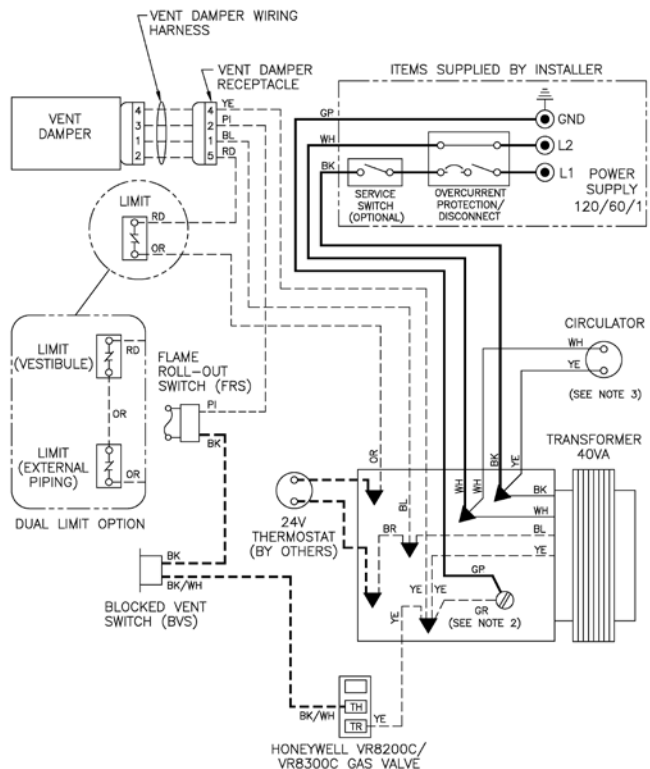 VENT DAMPER WIRING
HARNESS
VENT DAMPER
RECEPTACLE
ITEMS SUPPLIED BY INSTALLER
VENT
DAMPER
4
3
1
2
4
2
1
5
YE
PI
BL
RD
GP
GND
WH
L2
BK
L1
SERVICE
SWITCH
(OPTIONAL)
OVERCURRENT
PROTECTION/
DISCONNECT
POWER
SUPPLY
120/60/1
LIMIT
RD
OR
LIMIT
(VESTIBULE)
RD
OR
LIMIT
(EXTERNAL
PIPING)
OR
DUAL LIMIT OPTION
FLAME
ROLL-OUT
SWITCH (FRS)
PI
BK
CIRCULATOR
WH
YE
(SEE NOTE 3)
TRANSFORMER
40VA
24V
THERMOSTAT
(BY OTHERS)
OR
BL
BR
WH
WH
BK
YE
BK
WH
BL
YE
GP
YE
YE
YE
GR
(SEE NOTE 2)
BK
BK/WH
BLOCKED VENT
SWITCH (BVS)
BK/WH
TH
TR
YE
HONEYWELL VR8200C/
VR8300C GAS VALVE